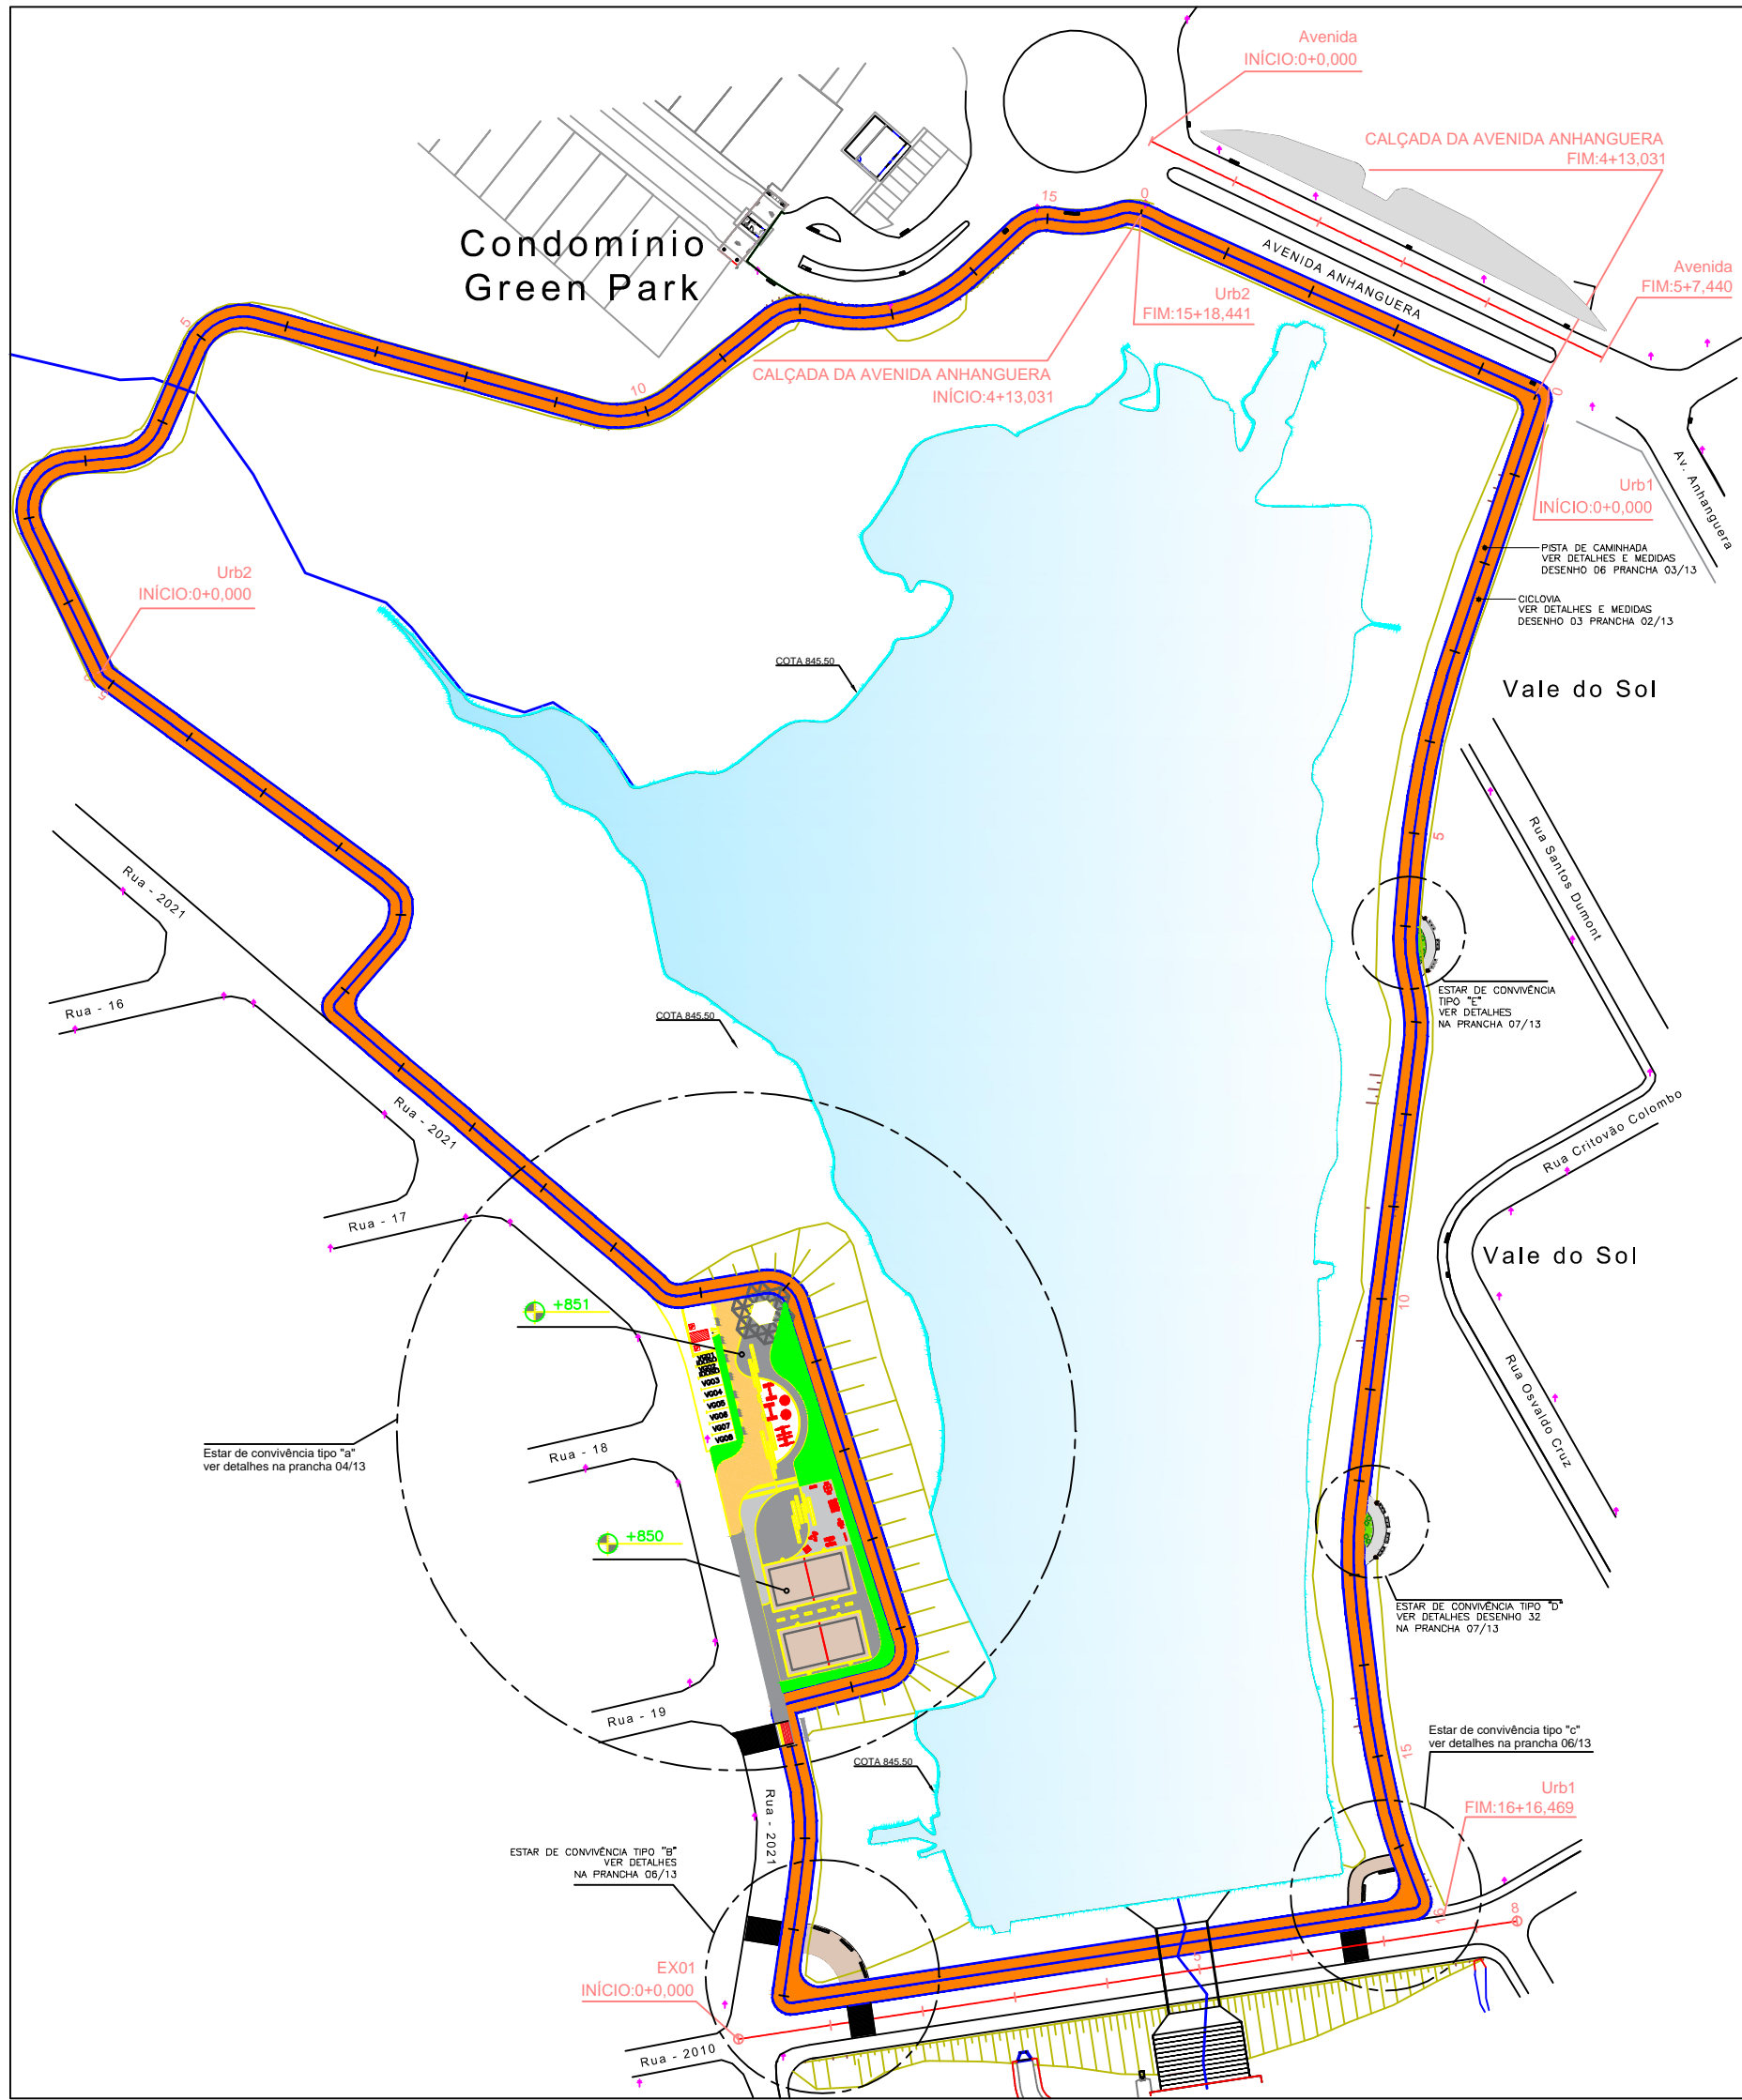 Avenida
INÍCIO:0+0,000
CALÇADA DA AVENIDA ANHANGUERA
FIM:4+13,031
15
0
Condomínio
Green Park
AVENIDA ANHANGUERA
Avenida
FIM:5+7,440
Urb2
FIM:15+18,441
5
10
CALÇADA DA AVENIDA ANHANGUERA
INÍCIO:4+13,031
0
Av. Anhanguera
Urb1
INÍCIO:0+0,000
PISTA DE CAMINHADA
VER DETALHES E MEDIDAS
DESENHO 06 PRANCHA 03/13
Urb2
INÍCIO:0+0,000
CICLOVIA
VER DETALHES E MEDIDAS
DESENHO 03 PRANCHA 02/13
COTA 845.50
Vale do Sol
5
Rua - 2021
Rua Santos Dumont
ESTAR DE CONVIVÊNCIA
TIPO "E"
VER DETALHES
NA PRANCHA 07/13
Rua - 16
COTA 845.50
Rua - 2021
Rua Critovão Colombo
Rua - 17
Vale do Sol
10
+851
VG03
VG04
VG05
VG06
VG07
VG08
Rua Osvaldo Cruz
Estar de convivência tipo "a"
ver detalhes na prancha 04/13
Rua - 18
+850
ESTAR DE CONVIVÊNCIA TIPO "D"
VER DETALHES DESENHO 32
NA PRANCHA 07/13
Rua - 19
Estar de convivência tipo "c"
ver detalhes na prancha 06/13
15
COTA 845.50
Rua - 2021
Urb1
FIM:16+16,469
ESTAR DE CONVIVÊNCIA TIPO "B"
VER DETALHES
NA PRANCHA 06/13
16
8
5
EX01
INÍCIO:0+0,000
Rua - 2010